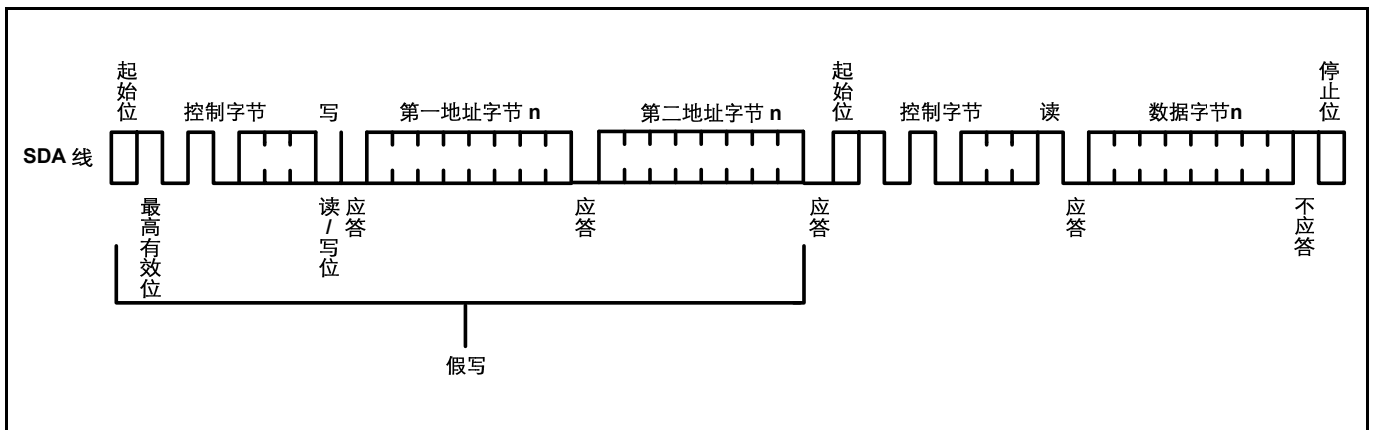 起始位
控制字节
写
第一地址字节 n
第二地址字节 n
起始位
控制字节
读
数据字节n
停止位
SDA 线
最高有效位
读/写位
应答
应答
应答
应答
不应答
假写